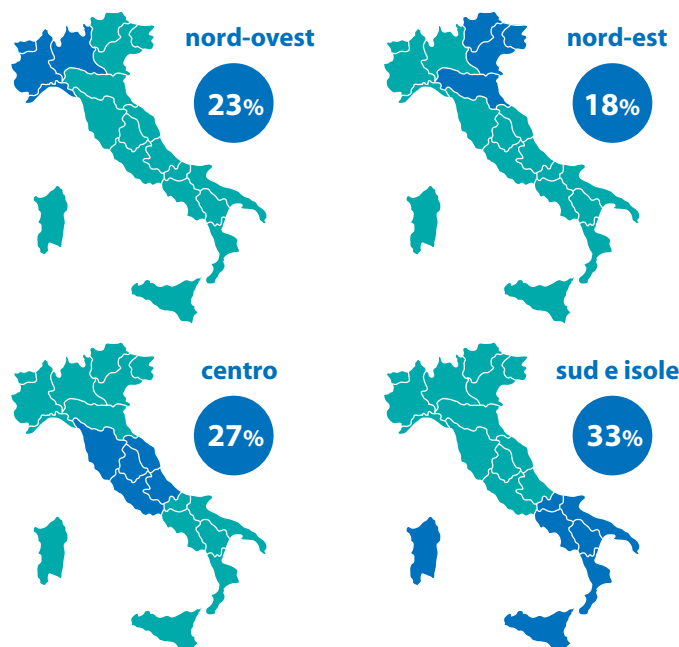 nord-ovest
23%
nord-est
18%
centro
27%
sud e isole
33%